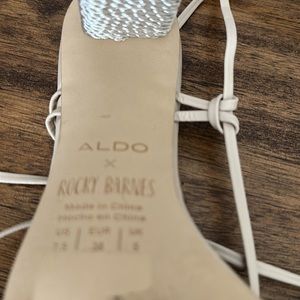 ALDO
×
ROCKY BARNES
Made in China
Hecho en China
US EUR UK
7.5 38 5